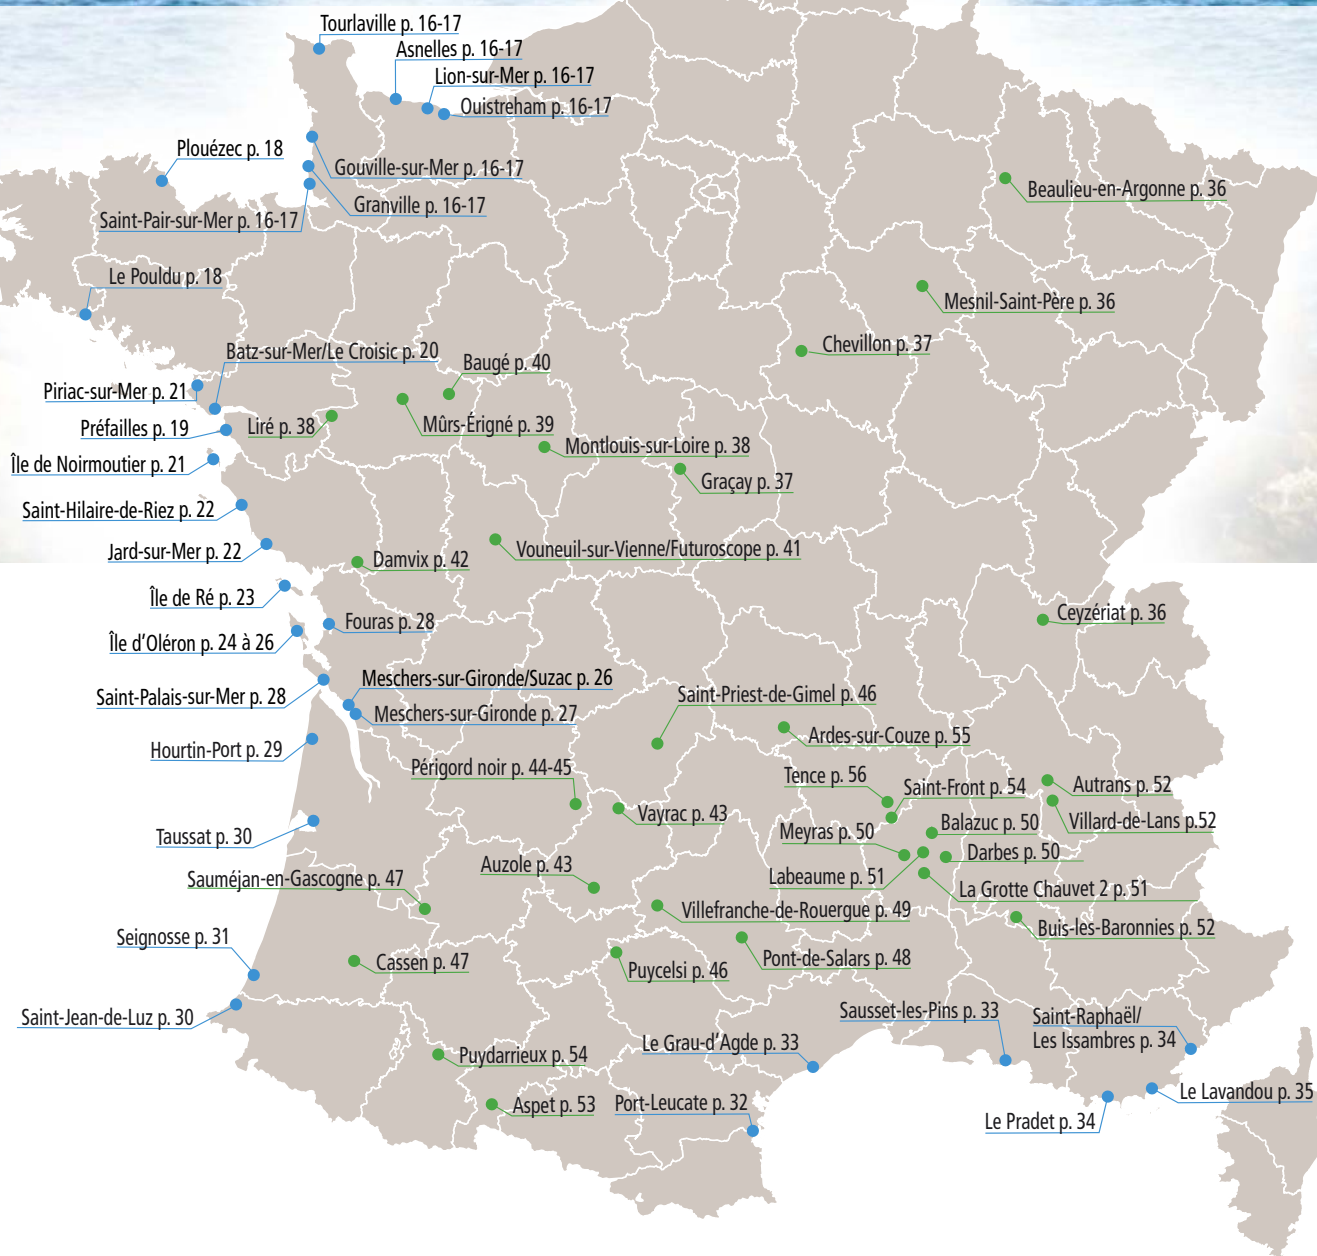 Tourlaville p. 16-17
Asnelles p. 16-17
Lion-sur-Mer p. 16-17
Ouistreham p. 16-17
Plouézec p. 18
Gouville-sur-Mer p. 16-17
Beaulieu-en-Argonne p. 36
Granville p. 16-17
Saint-Pair-sur-Mer p. 16-17
Le Pouldu p. 18
Mesnil-Saint-Père p. 36
Chevillon p. 37
Batz-sur-Mer/Le Croisic p. 20
Baugé p. 40
Piriac-sur-Mer p. 21
Préfailles p. 19
Liré p. 38
Mûrs-Érigné p. 39
Montlouis-sur-Loire p. 38
Île de Noirmoutier p. 21
Graçay p. 37
Saint-Hilaire-de-Riez p. 22
Jard-sur-Mer p. 22
Damvix p. 42
Vouneuil-sur-Vienne/Futuroscope p. 41
Île de Ré p. 23
Fouras p. 28
Ceyzériat p. 36
Île d'Oléron p. 24 à 26
Meschers-sur-Gironde/Suzac p. 26
Saint-Palais-sur-Mer p. 28
Saint-Priest-de-Gimel p. 46
Meschers-sur-Gironde p. 27
Ardes-sur-Couze p. 55
Hourtin-Port p. 29
Périgord noir p. 44-45
Tence p. 56
Saint-Front p. 54
Autrans p. 52
Vayrac p. 43
Villard-de-Lans p.52
Balazuc p. 50
Taussat p. 30
Meyras p. 50
Darbes p. 50
Auzole p. 43
Labeaume p. 51
Sauméjan-en-Gascogne p. 47
La Grotte Chauvet 2 p. 51
Villefranche-de-Rouergue p. 49
Buis-les-Baronnies p. 52
Seignosse p. 31
Cassen p. 47
Puycelsi p. 46
Pont-de-Salars p. 48
Saint-Jean-de-Luz p. 30
Sausset-les-Pins p. 33
Saint-Raphaël/
Les Issambres p. 34
Le Grau-d'Agde p. 33
Puydarrieux p. 54
Le Lavandou p. 35
Aspet p. 53
Port-Leucate p. 32
Le Pradet p. 34